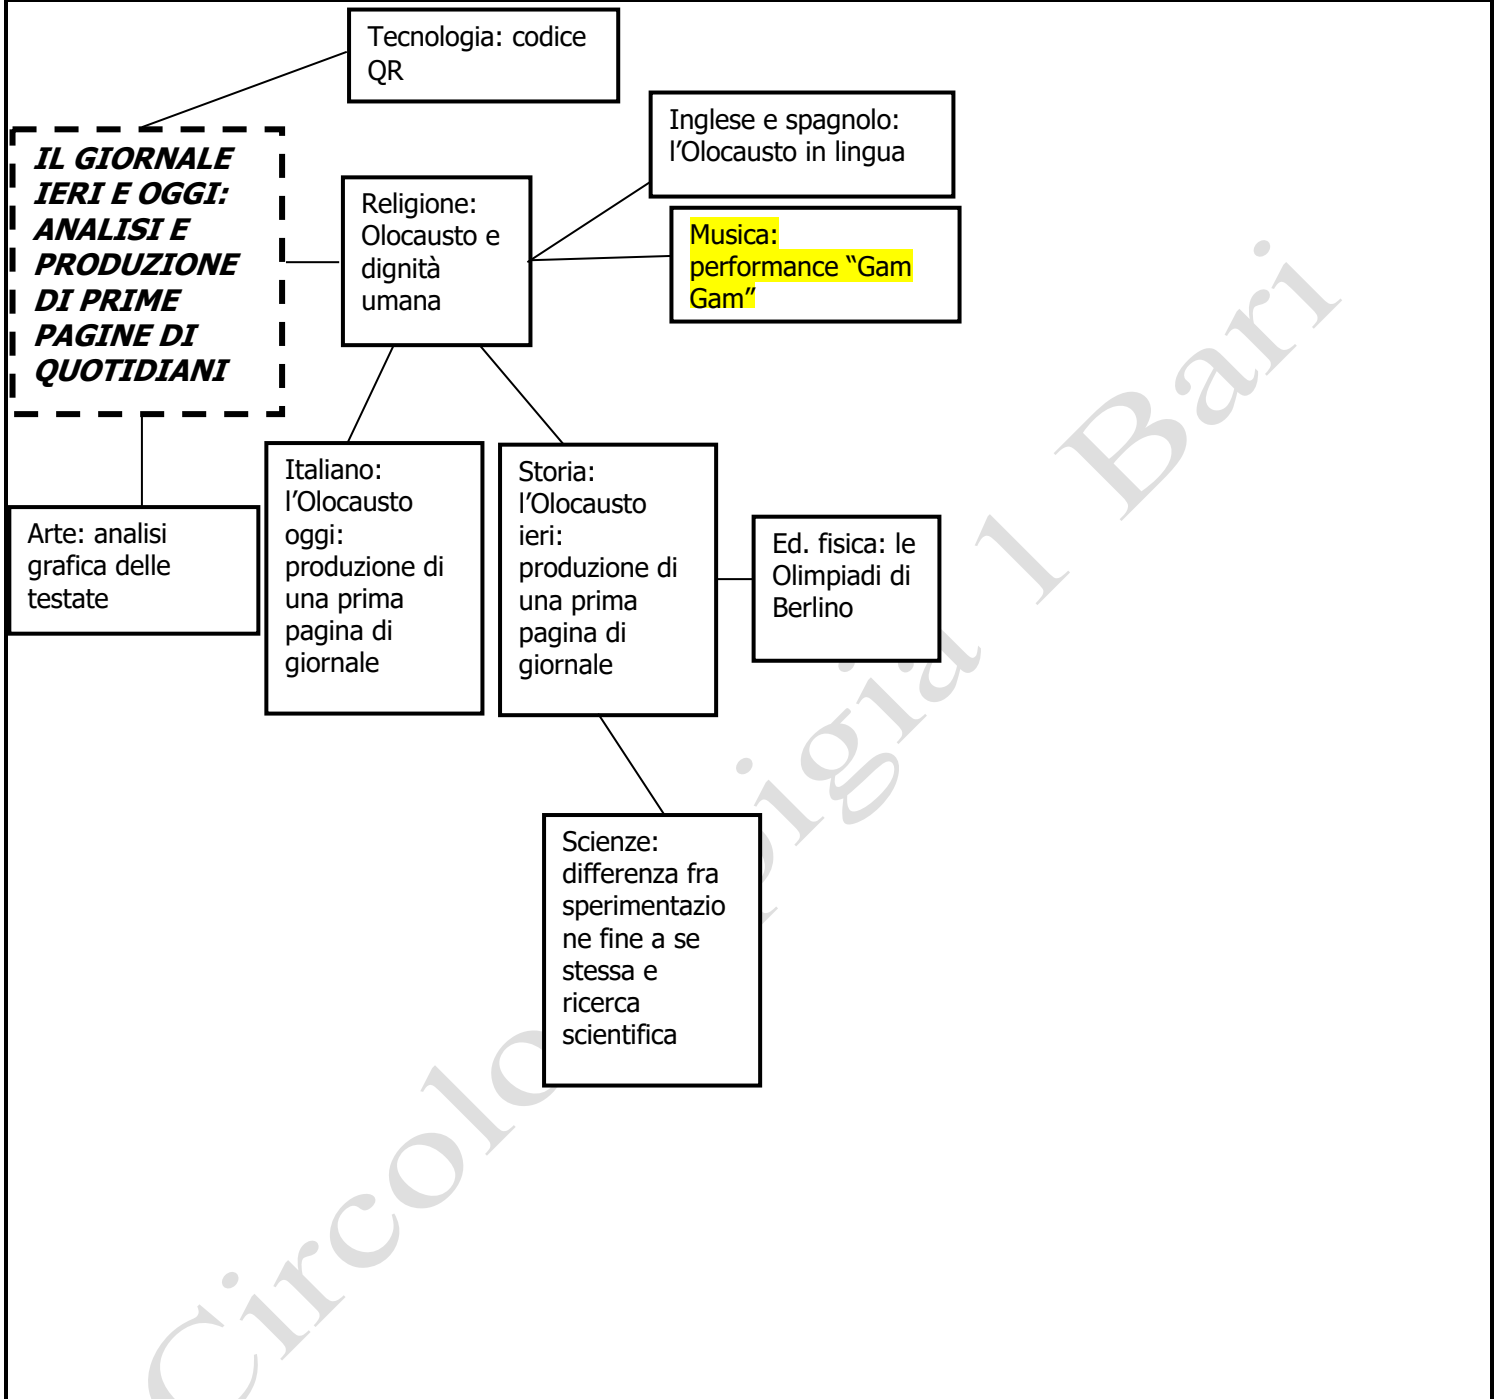 Tecnologia: codice
QR
Inglese e spagnolo:
l’Olocausto in lingua
IL GIORNALE
IERI E OGGI:
ANALISI E
PRODUZIONE
DI PRIME
PAGINE DI
QUOTIDIANI
Religione:
Olocausto e
dignità
umana
Musica:
performance “Gam
Gam”
Italiano:
l’Olocausto
oggi:
produzione di
una prima
pagina di
giornale
Storia:
l’Olocausto
ieri:
produzione di
una prima
pagina di
giornale
Arte: analisi
grafica delle
testate
Ed. fisica: le
Olimpiadi di
Berlino
Scienze:
differenza fra
sperimentazio
ne fine a se
stessa e
ricerca
scientifica
Circolo
1 Bari